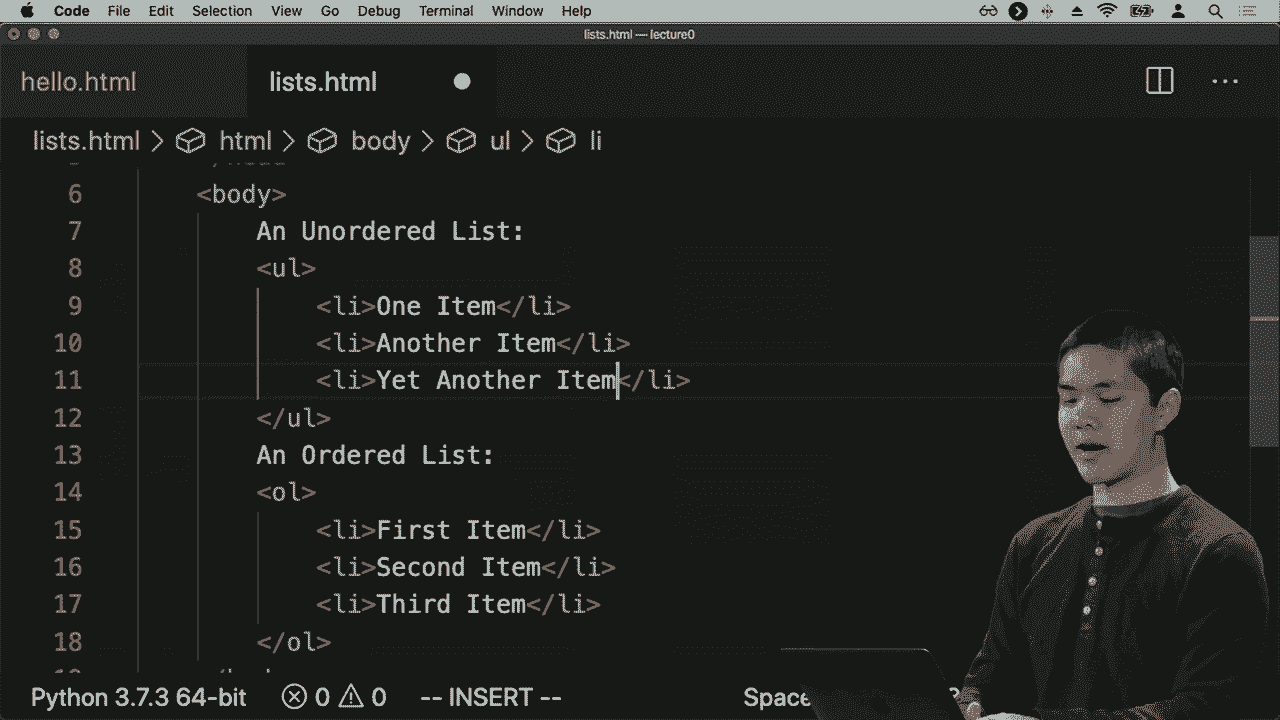 Code File Edit Selection View Go Debug Terminal Window Help
lists.html — lecture0
hello.html lists.html
lists.html > html > body > ul > li
6 <body>
7 An Unordered List:
8 <ul>
9 <li>One Item</li>
10 <li>Another Item</li>
11 <li>Yet Another Item</li>
12 </ul>
13 An Ordered List:
14 <ol>
15 <li>First Item</li>
16 <li>Second Item</li>
17 <li>Third Item</li>
18 </ol>
Python 3.7.3 64-bit 0 0 -- INSERT --